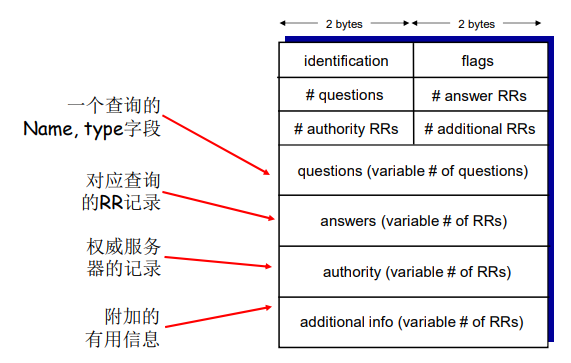 2 bytes 2 bytes
identification flags
# questions # answer RRs
# authority RRs # additional RRs
一个查询的
Name, type字段
questions (variable # of questions)
对应查询
的RR记录
answers (variable # of RRs)
权威服务
器的记录
authority (variable # of RRs)
附加的
有用信息
additional info (variable # of RRs)